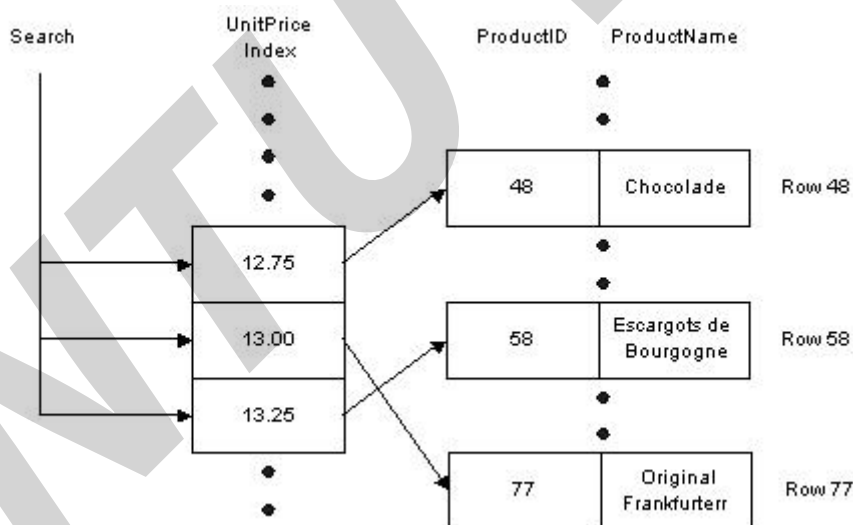 Search
UnitPrice
Index
ProductID
ProductName
48
Chocolade
Row 48
12.75
13.00
13.25
58
Escargots de
Bourgogne
Row 58
77
Original
Frankfurterr
Row 77